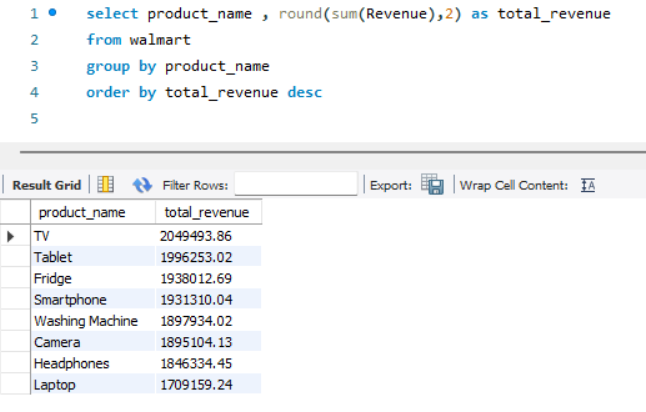 1 select product_name , round(sum(Revenue),2) as total_revenue
2 from walmart
3 group by product_name
4 order by total_revenue desc
5
Result Grid Filter Rows: Export: Wrap Cell Content: IA
product_name total_revenue
TV 2049493.86
Tablet 1996253.02
Fridge 1938012.69
Smartphone 1931310.04
Washing Machine 1897934.02
Camera 1895104.13
Headphones 1846334.45
Laptop 1709159.24